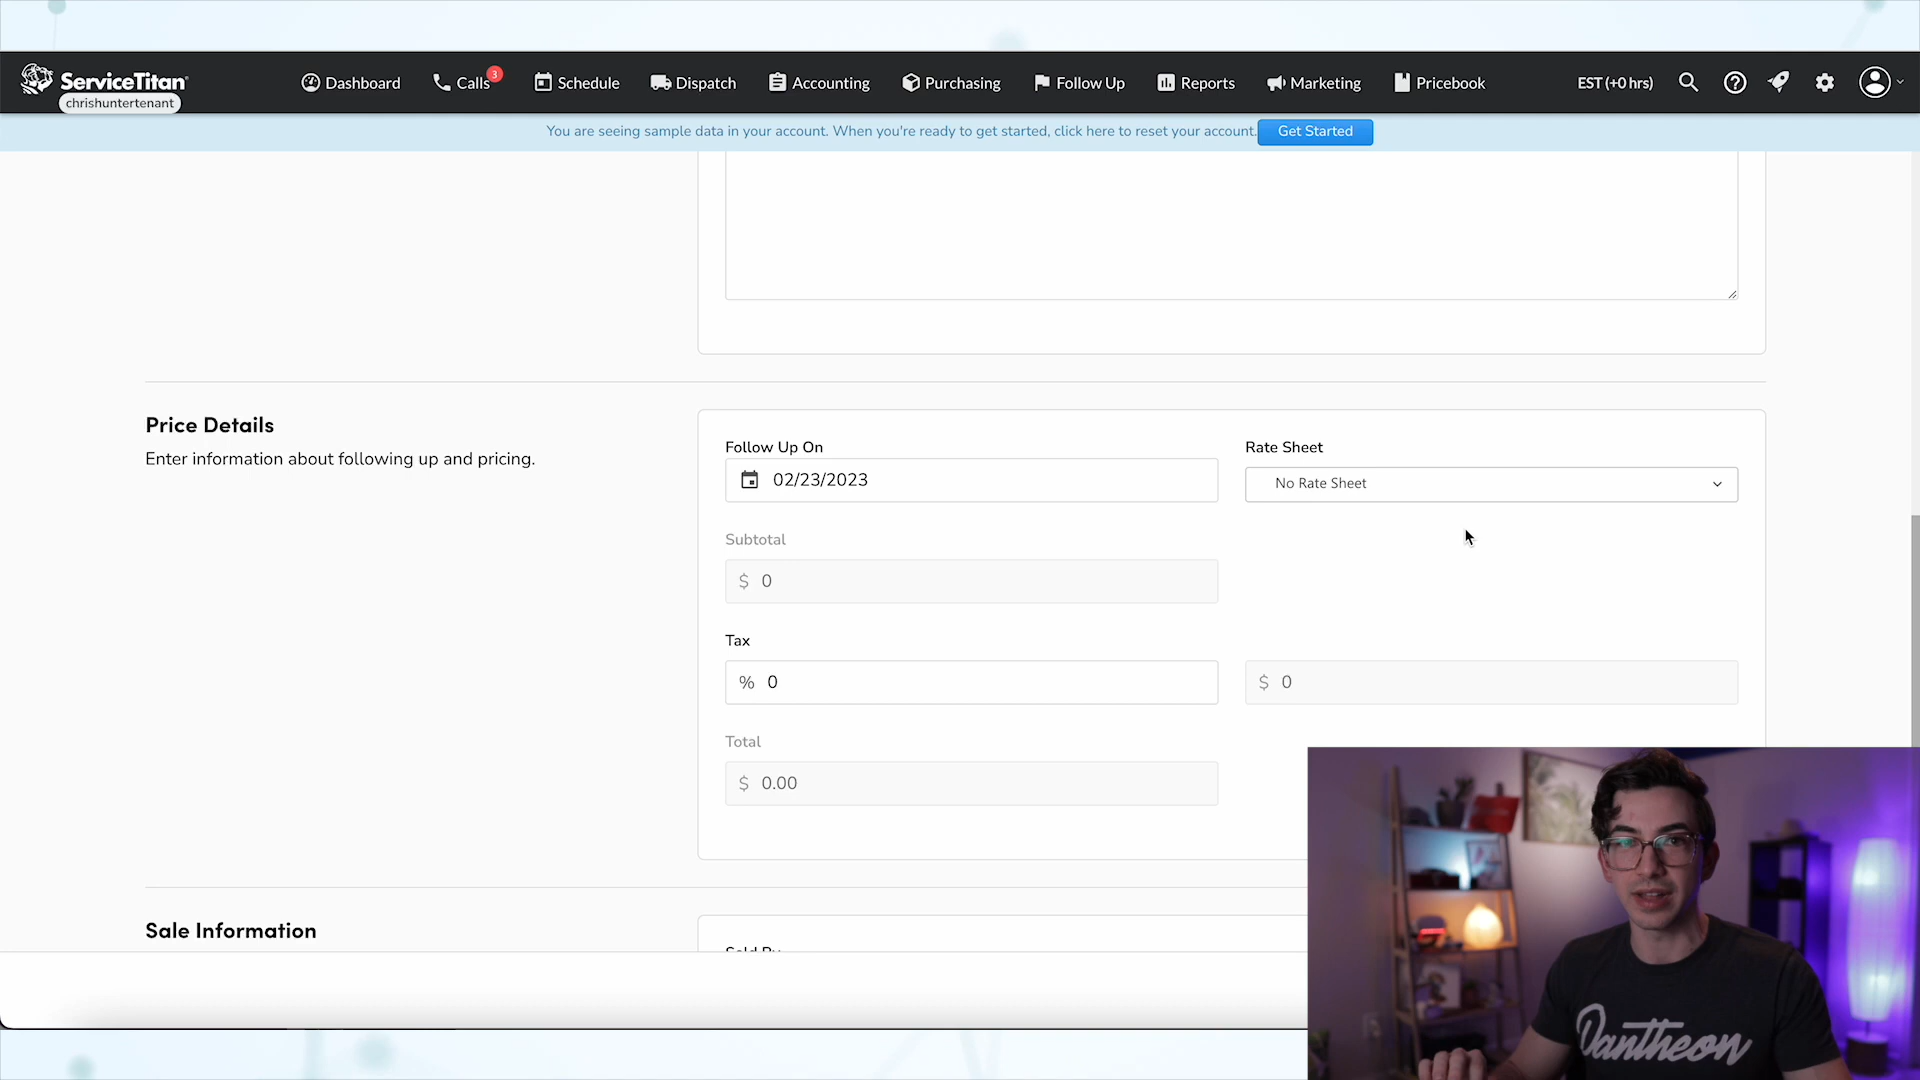 ServiceTitan
chrishuntertenant
Dashboard
Calls
3
Schedule
Dispatch
Accounting
Purchasing
Follow Up
Reports
Marketing
Pricebook
EST (+0 hrs)
You are seeing sample data in your account. When you're ready to get started, click here to reset your account.
Get Started
Price Details
Enter information about following up and pricing.
Follow Up On
02/23/2023
Rate Sheet
No Rate Sheet
Subtotal
$ 0
Tax
% 0
$ 0
Total
$ 0.00
Sale Information
Sold By
Pantheon